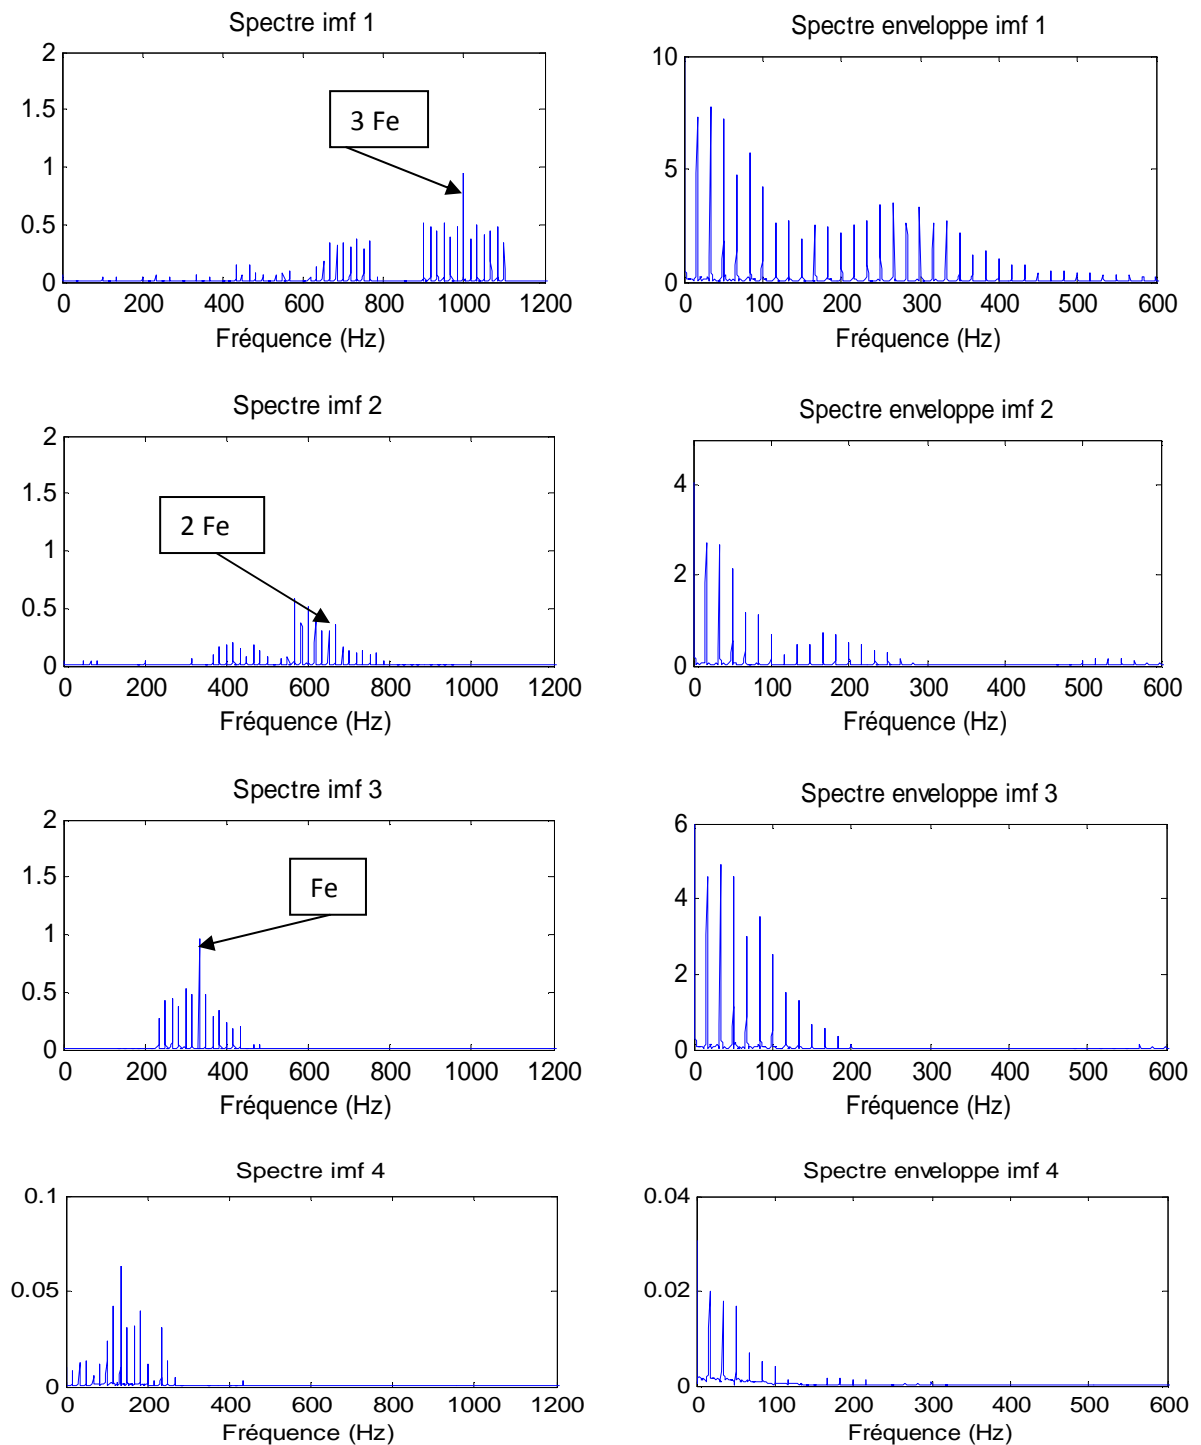 Spectre imf 1
2
1.5
1
0.5
0
3 Fe
0 200 400 600 800 1000 1200
Fréquence (Hz)
Spectre enveloppe imf 1
10
5
0
0 100 200 300 400 500 600
Fréquence (Hz)
Spectre imf 2
2
1.5
1
0.5
0
2 Fe
0 200 400 600 800 1000 1200
Fréquence (Hz)
Spectre enveloppe imf 2
4
2
0
0 100 200 300 400 500 600
Fréquence (Hz)
Spectre imf 3
2
1.5
1
0.5
0
Fe
0 200 400 600 800 1000 1200
Fréquence (Hz)
Spectre enveloppe imf 3
6
4
2
0
0 100 200 300 400 500 600
Fréquence (Hz)
Spectre imf 4
0.1
0.05
0
0 200 400 600 800 1000 1200
Fréquence (Hz)
Spectre enveloppe imf 4
0.04
0.02
0
0 100 200 300 400 500 600
Fréquence (Hz)